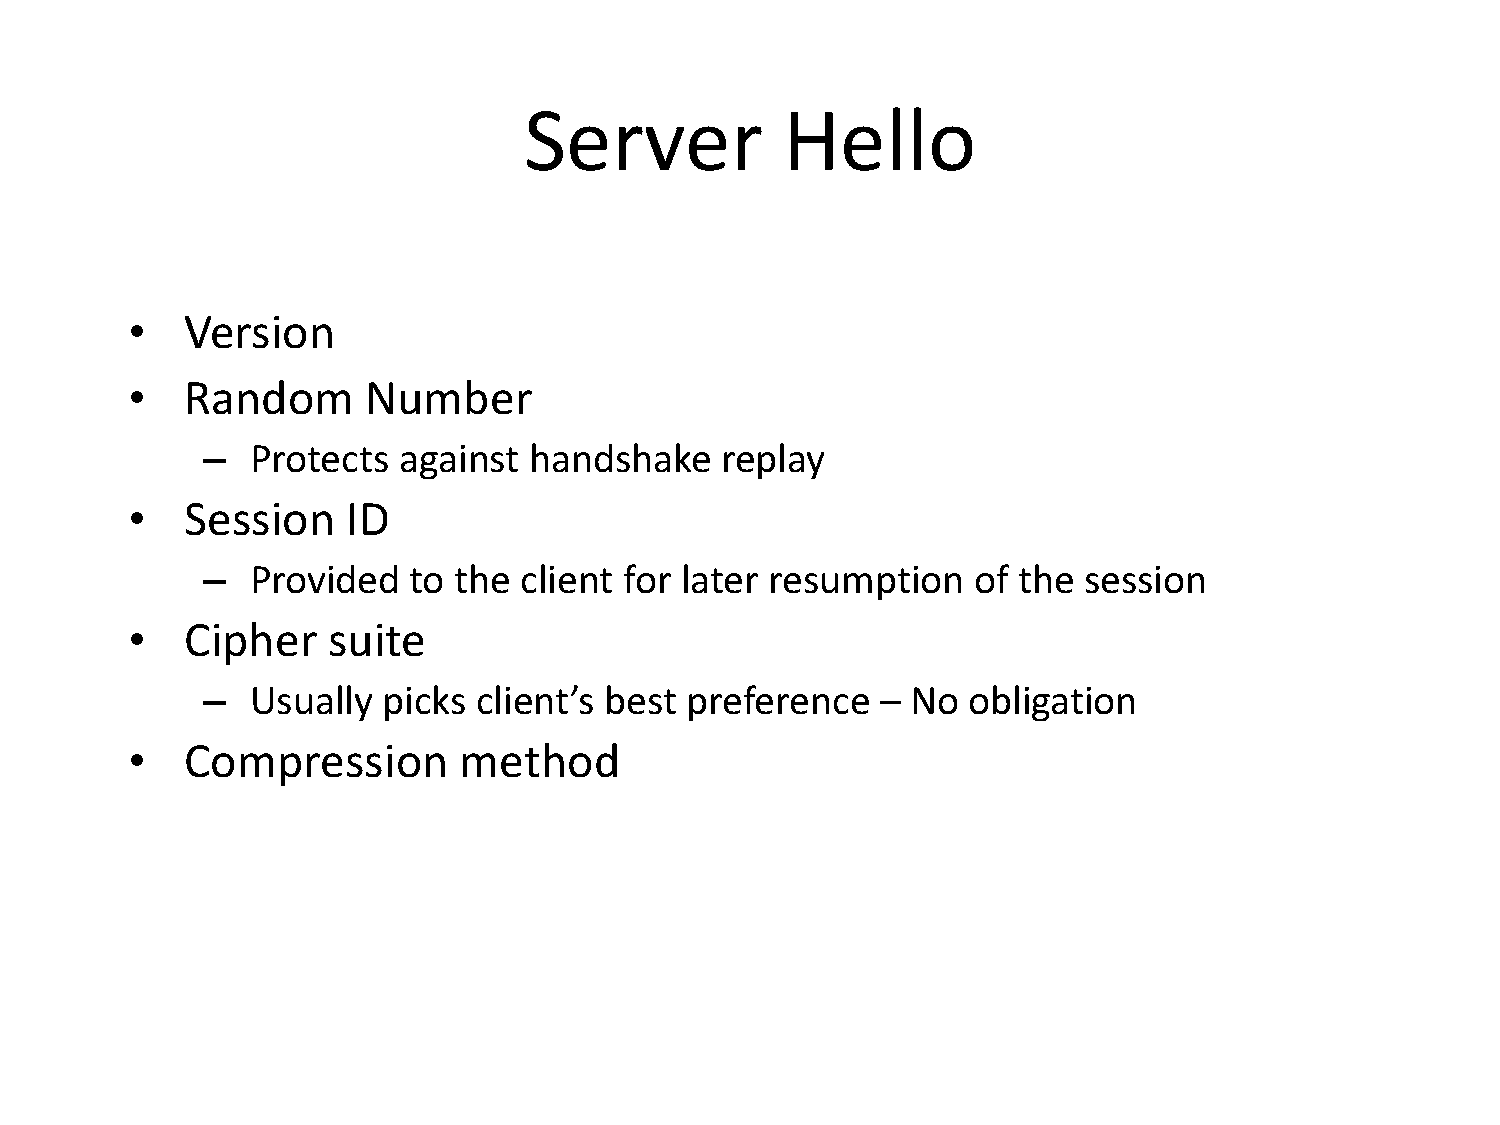 Server Hello
• Version
• Random Number
– Protects against handshake replay
• Session ID
– Provided to the client for later resumption of the session
• Cipher suite
– Usually picks client’s best preference – No obligation
• Compression method